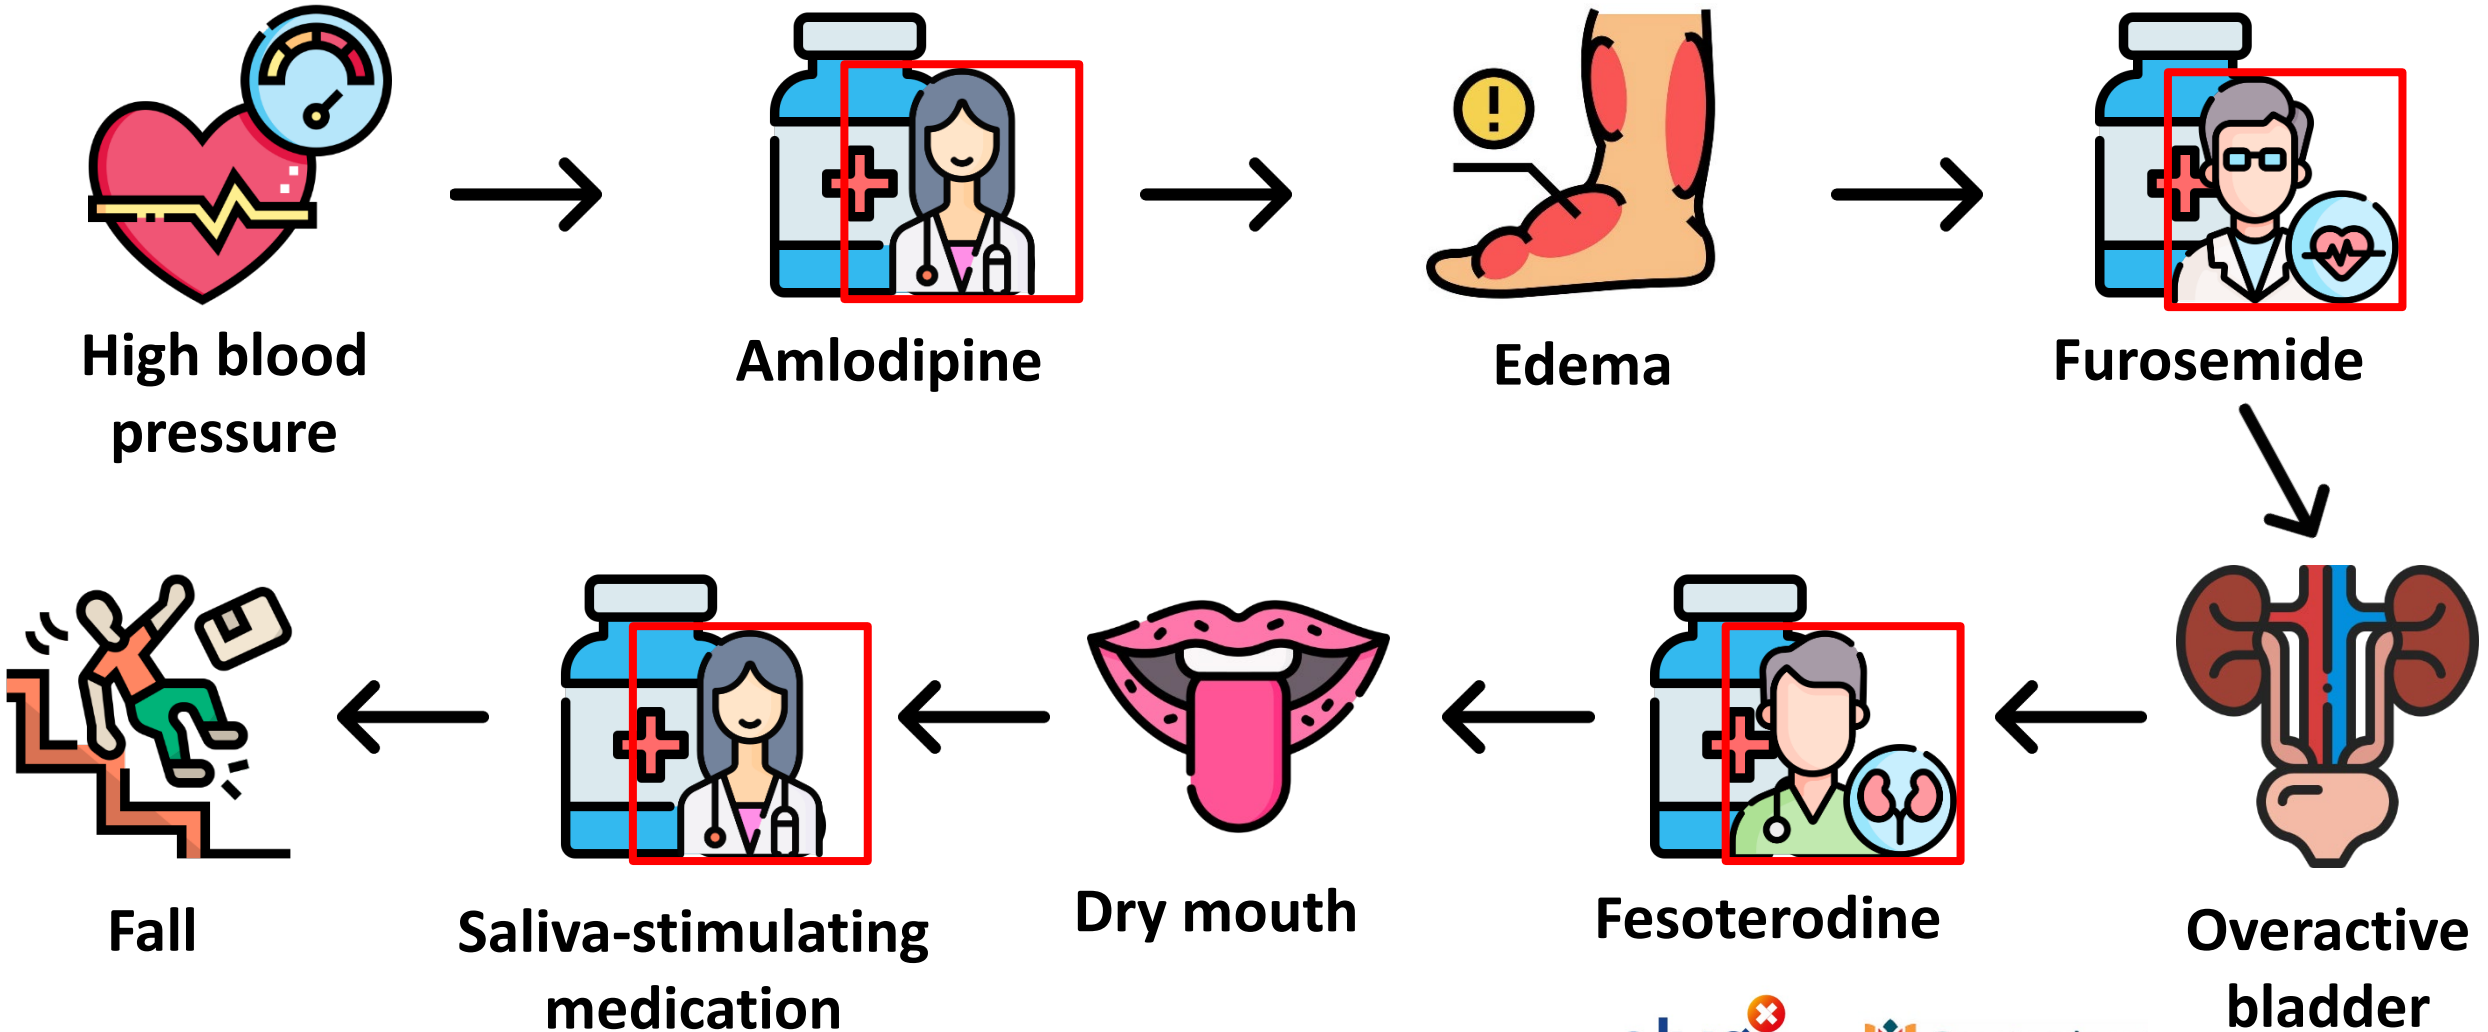 High blood
pressure
Amlodipine
Edema
Furosemide
Fall
Saliva-stimulating
medication
Dry mouth
Fesoterodine
Overactive
bladder